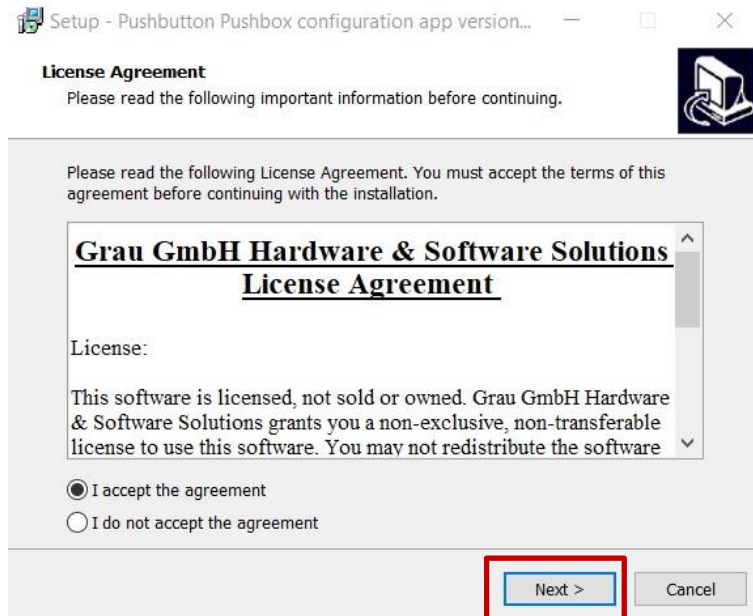 Setup - Pushbutton Pushbox configuration app version...
License Agreement
Please read the following important information before continuing.
Please read the following License Agreement. You must accept the terms of this
agreement before continuing with the installation.
Grau GmbH Hardware & Software Solutions
License Agreement
License:
This software is licensed, not sold or owned. Grau GmbH Hardware
& Software Solutions grants you a non-exclusive, non-transferable
license to use this software. You may not redistribute the software
I accept the agreement
I do not accept the agreement
Next >
Cancel